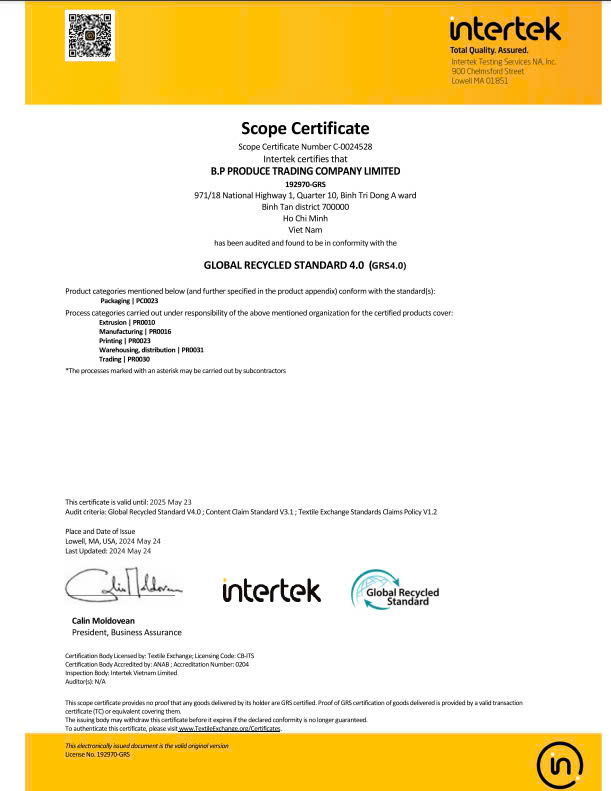 intertek
Total Quality. Assured.
Intertek Testing Services NA, Inc.
900 Chelmsford Street
Lowell MA 01851
Scope Certificate
Scope Certificate Number C-0024528
Intertek certifies that
B.P PRODUCE TRADING COMPANY LIMITED
192970-GRS
971/18 National Highway 1, Quarter 10, Binh Tri Dong A ward
Binh Tan district 700000
Ho Chi Minh
Viet Nam
has been audited and found to be in conformity with the
GLOBAL RECYCLED STANDARD 4.0 (GRS4.0)
Product categories mentioned below (and further specified in the product appendix) conform with the standard(s):
Packaging | PC0023
Process categories carried out under responsibility of the above mentioned organization for the certified products cover:
Extrusion | PR0010
Manufacturing | PR0016
Printing | PR0023
Warehousing, distribution | PR0031
Trading | PR0030
*The processes marked with an asterisk may be carried out by subcontractors
This certificate is valid until: 2025 May 23
Audit criteria: Global Recycled Standard V4.0 ; Content Claim Standard V3.1 ; Textile Exchange Standards Claims Policy V1.2
Place and Date of Issue
Lowell, MA, USA, 2024 May 24
Last Updated: 2024 May 24
Calin Moldovean
intertek
Global Recycled
Standard
Calin Moldovean
President, Business Assurance
Certification Body Licensed by: Textile Exchange; Licensing Code: CB-ITS
Certification Body Accredited by: ANAB ; Accreditation Number: 0204
Inspection Body: Intertek Vietnam Limited
Auditor(s): N/A
This scope certificate provides no proof that any goods delivered by its holder are GRS certified. Proof of GRS certification of goods delivered is provided by a valid transaction
certificate (TC) or equivalent covering them.
The issuing body may withdraw this certificate before it expires if the declared conformity is no longer guaranteed.
To authenticate this certificate, please visit www.TextileExchange.org/Certificates.
This electronically issued document is the valid original version
License No. 192970-GRS
in